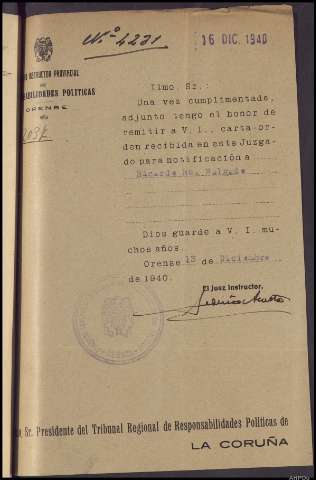 N.º 4231
16 DIC. 1940
INSTRUCTOR PROVINCIAL
DE
RESPONSABILIDADES POLITICAS
ORENSE
Ilmo. Sr.:
Una vez cumplimentada,
adjunto tengo el honor de
remitir a V. I., carta-or-
den recibida en este Juzga-
do para notificación a
Ricardo
Dios guarde a V. I. mu-
chos años.
Orense 13 de Diciembre
de 1940.
El Juez Instructor,
Sr. Presidente del Tribunal Regional de Responsabilidades Políticas de
LA CORUÑA